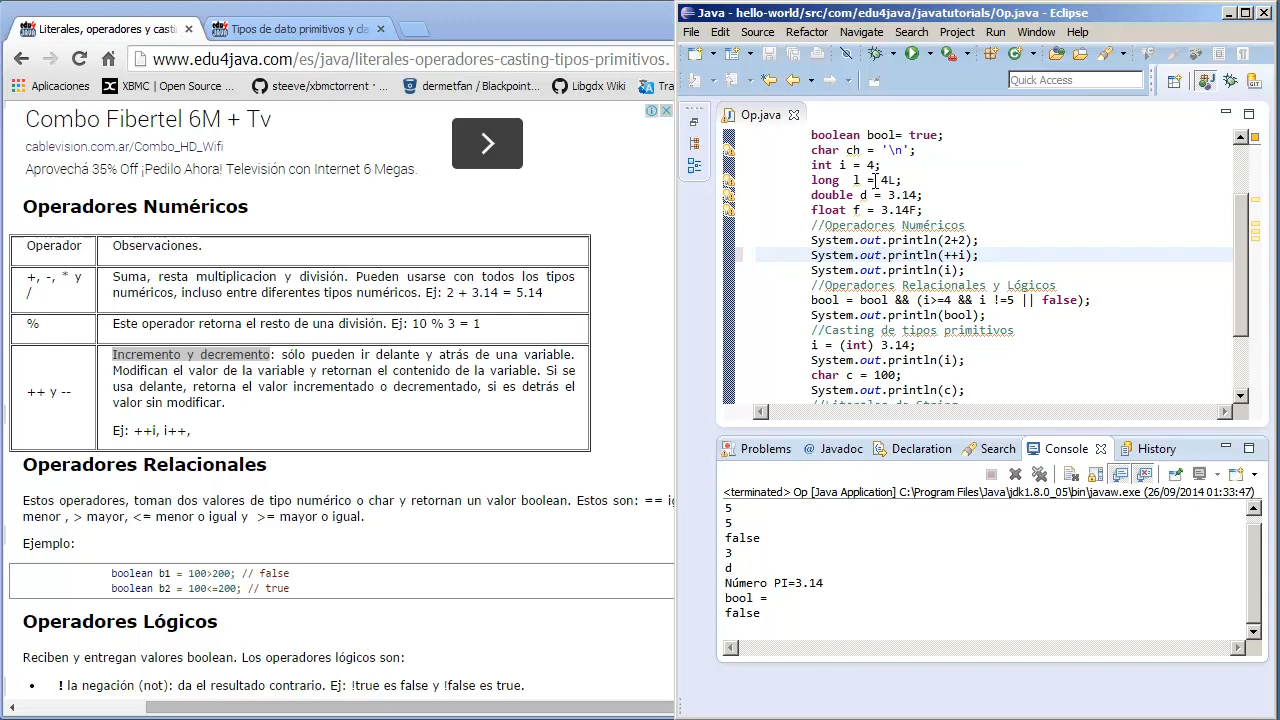 Literales, operadores y casti
Tipos de dato primitivos y cla
www.edu4java.com/es/java/literales-operadores-casting-tipos-primitivos.
Aplicaciones
XBMC | Open Source ...
steeve/xbmctorrent ...
dermetfan / Blackpoint...
Libgdx Wiki
Tra
Combo Fibertel 6M + Tv
cablevision.com.ar/Combo_HD_Wifi
Aprovechá 35% Off ¡Pedilo Ahora! Televisión con Internet 6 Megas.
Operadores Numéricos
Operador
Observaciones.
+, -, * y /
Suma, resta multiplicacion y división. Pueden usarse con todos los tipos
numéricos, incluso entre diferentes tipos numéricos. Ej: 2 + 3.14 = 5.14
%
Este operador retorna el resto de una división. Ej: 10 % 3 = 1
++ y --
Incremento y decremento: sólo pueden ir delante y atrás de una variable.
Modifican el valor de la variable y retornan el contenido de la variable. Si se
usa delante, retorna el valor incrementado o decrementado, si es detrás el
valor sin modificar.
Ej: ++i, i++,
Operadores Relacionales
Estos operadores, toman dos valores de tipo numérico o char y retornan un valor boolean. Estos son: == ig
menor , > mayor, <= menor o igual y  >= mayor o igual.
Ejemplo:
boolean b1 = 100>200; // false
boolean b2 = 100<=200; // true
Operadores Lógicos
Reciben y entregan valores boolean. Los operadores lógicos son:
• ! la negación (not): da el resultado contrario. Ej: !true es false y !false es true.
Java - hello-world/src/com/edu4java/javatutorials/Op.java - Eclipse
File Edit Source Refactor Navigate Search Project Run Window Help
Quick Access
Op.java
boolean bool= true;
char ch = '\n';
int i = 4;
long  l = 4L;
double d = 3.14;
float f = 3.14F;
//Operadores Numéricos
System.out.println(2+2);
System.out.println(++i);
System.out.println(i);
//Operadores Relacionales y Lógicos
bool = bool && (i>=4 && i !=5 || false);
System.out.println(bool);
//Casting de tipos primitivos
i = (int) 3.14;
System.out.println(i);
char c = 100;
System.out.println(c);
//Literales de String
Problems
Javadoc
Declaration
Search
Console
History
<terminated> Op [Java Application] C:\Program Files\Java\jdk1.8.0_05\bin\javaw.exe (26/09/2014 01:33:47)
5
5
false
3
d
Número PI=3.14
bool =
false